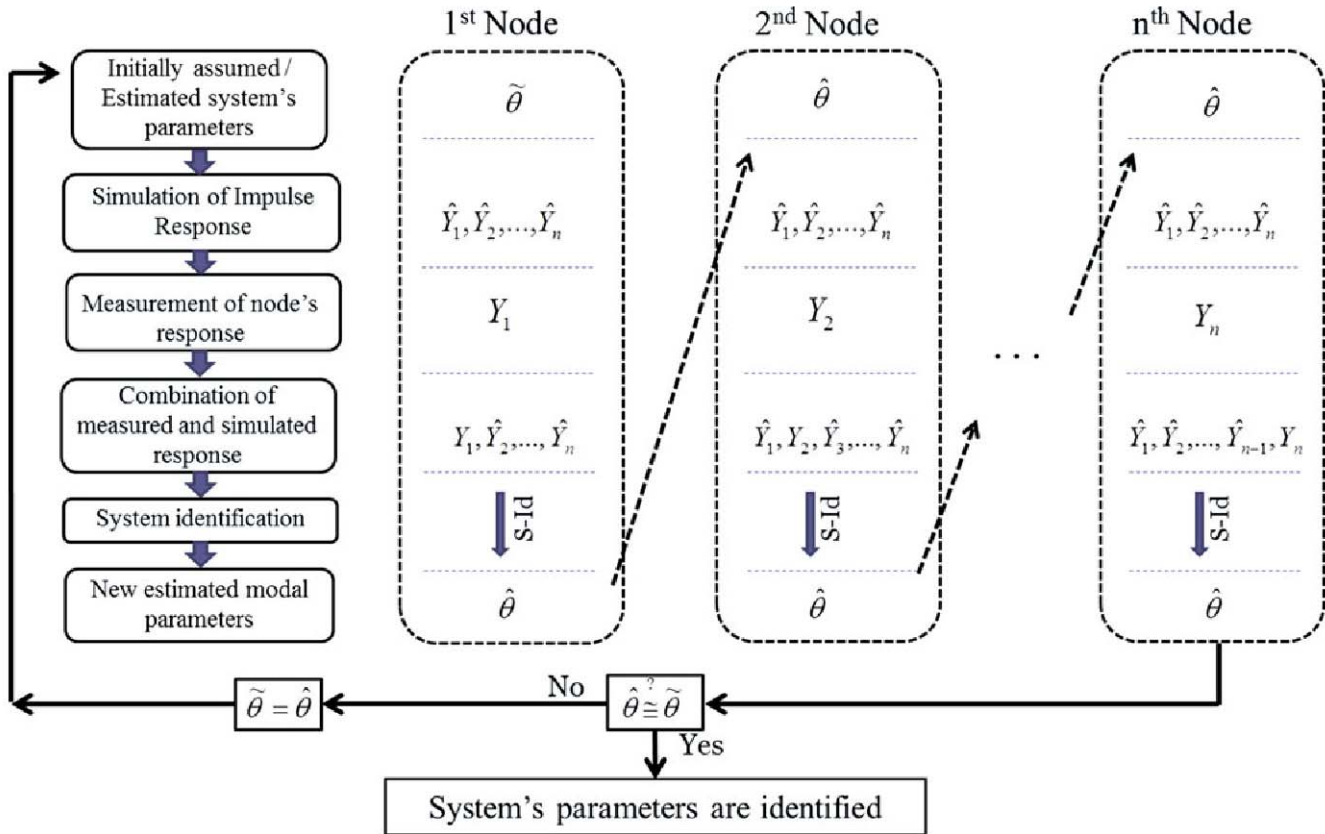 1st Node
2nd Node
nth Node
Initially assumed /
Estimated system's
parameters
Simulation of Impulse
Response
Measurement of node's
response
Combination of
measured and simulated
response
System identification
New estimated modal
parameters
θ̃
Ŷ₁, Ŷ₂,..., Ŷₙ
Y₁
Y₁, Ŷ₂,..., Ŷₙ
S-Id
θ̂
θ̂
Ŷ₁, Ŷ₂,..., Ŷₙ
Y₂
Ŷ₁, Y₂, Ŷ₃,..., Ŷₙ
S-Id
θ̂
. . .
θ̂
Ŷ₁, Ŷ₂,..., Ŷₙ
Yₙ
Ŷ₁, Ŷ₂,..., Ŷₙ₋₁, Yₙ
S-Id
θ̂
θ̂ ≅? θ̃
No
θ̃ = θ̂
Yes
System's parameters are identified